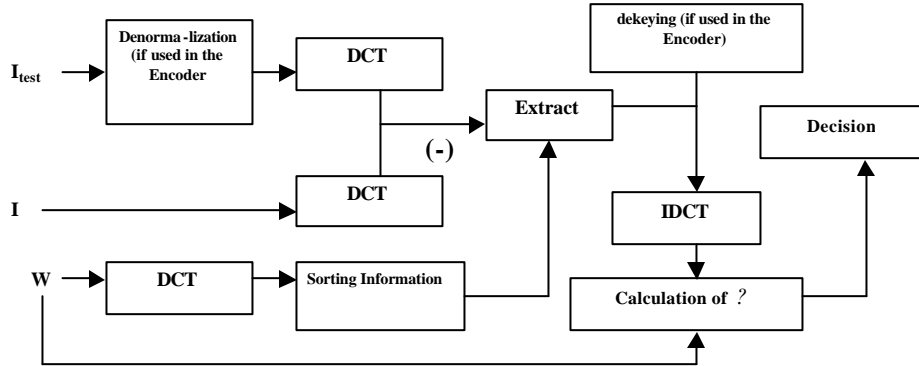 Denorma -lization
(if used in the
Encoder
dekeying (if used in the
Encoder)
I test
DCT
Extract
Decision
(-)
I
DCT
IDCT
W
DCT
Sorting Information
Calculation of ?